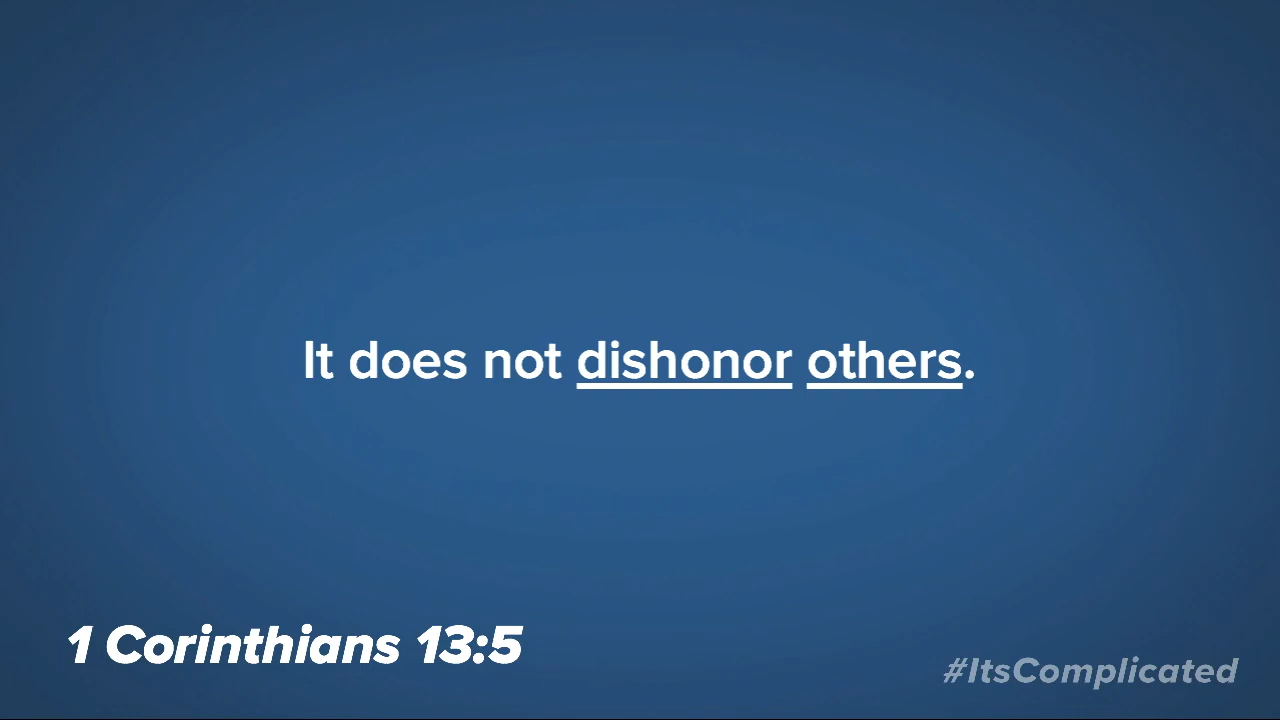 It does not dishonor others.
1 Corinthians 13:5
#ItsComplicated